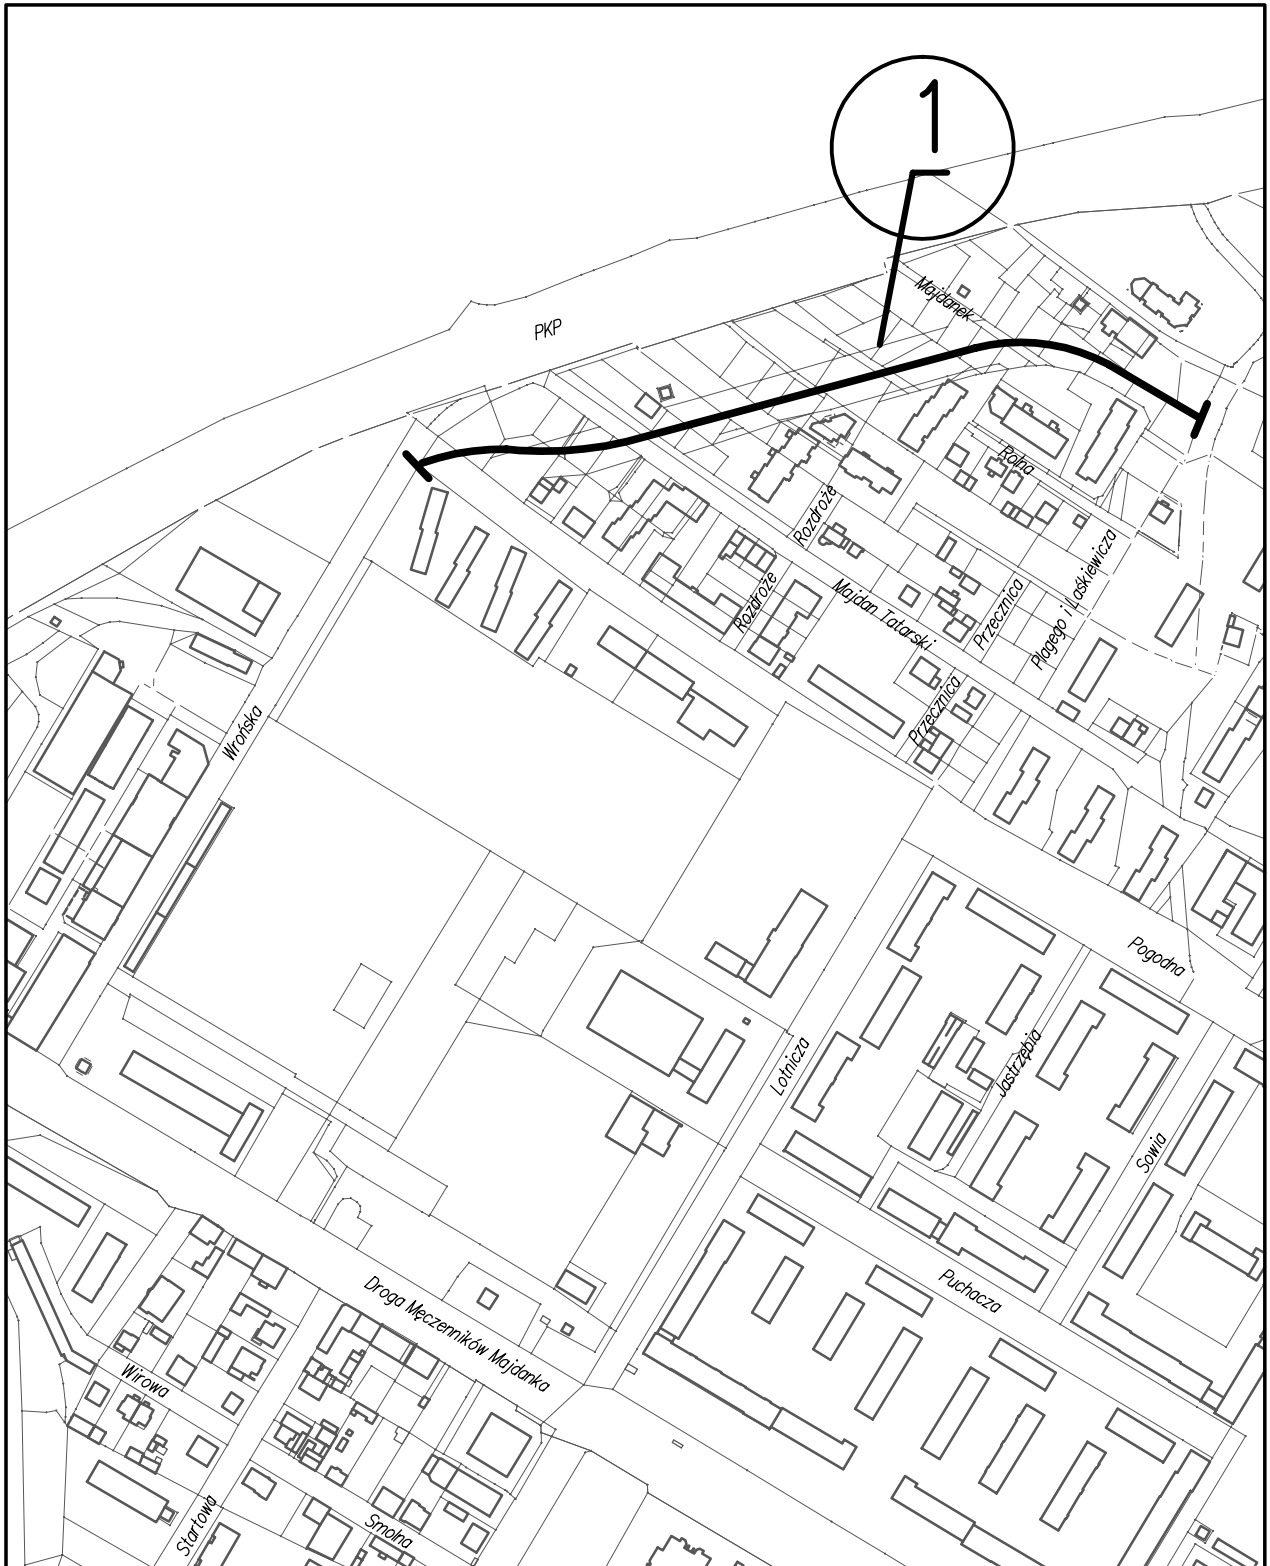 1
Majdanek
PKP
Rolna
Rozdroże
Plagego i Laśkiewicza
Rozdroże
Majdan Tatarski
Przecznica
Przecznica
Wrońska
Pogodna
Lotnicza
Jastrzębia
Sowia
Puchacza
Droga Męczenników Majdanka
Wirowa
Startowa
Smolna